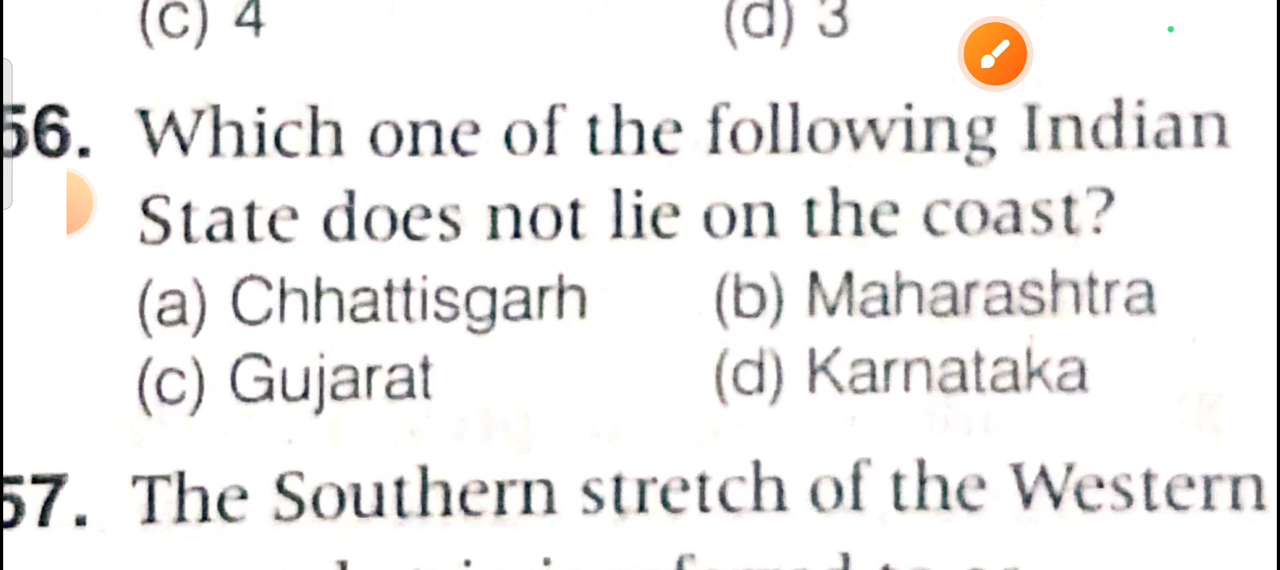 (c) 4 (d) 3
56. Which one of the following Indian
State does not lie on the coast?
(a) Chhattisgarh (b) Maharashtra
(c) Gujarat (d) Karnataka
57. The Southern stretch of the Western